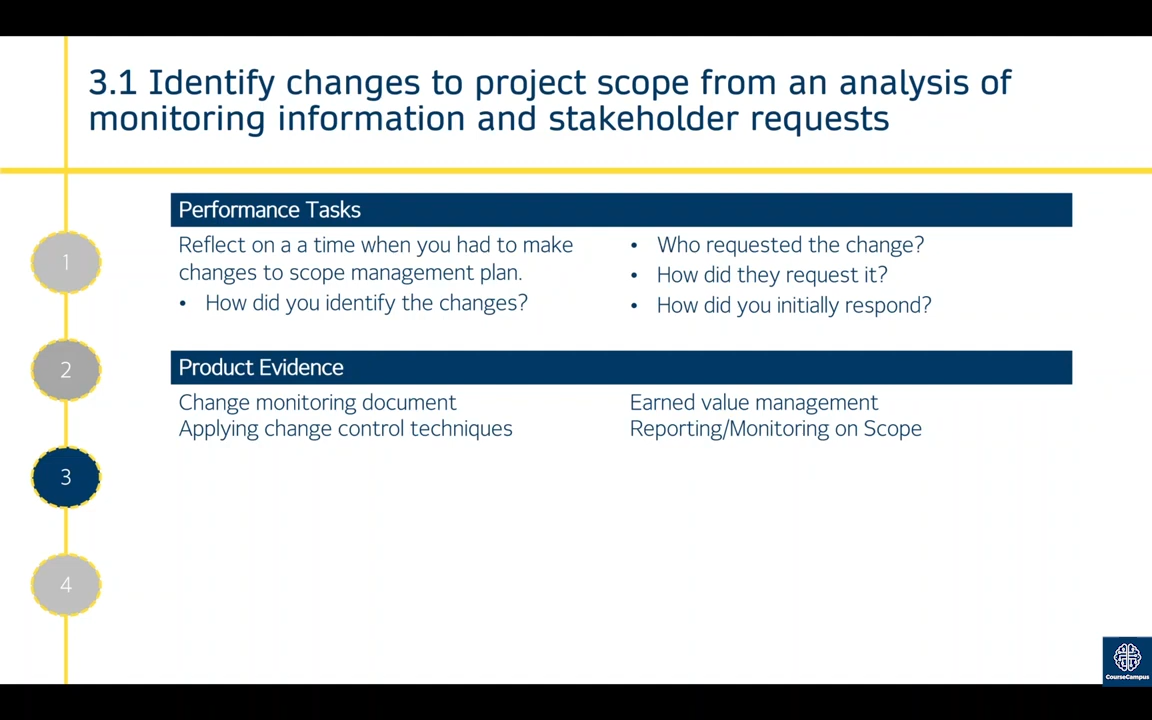 3.1 Identify changes to project scope from an analysis of
monitoring information and stakeholder requests
Performance Tasks
Reflect on a a time when you had to make
changes to scope management plan.
• How did you identify the changes?
• Who requested the change?
• How did they request it?
• How did you initially respond?
Product Evidence
Change monitoring document
Applying change control techniques
Earned value management
Reporting/Monitoring on Scope
1
2
3
4
CourseCampus